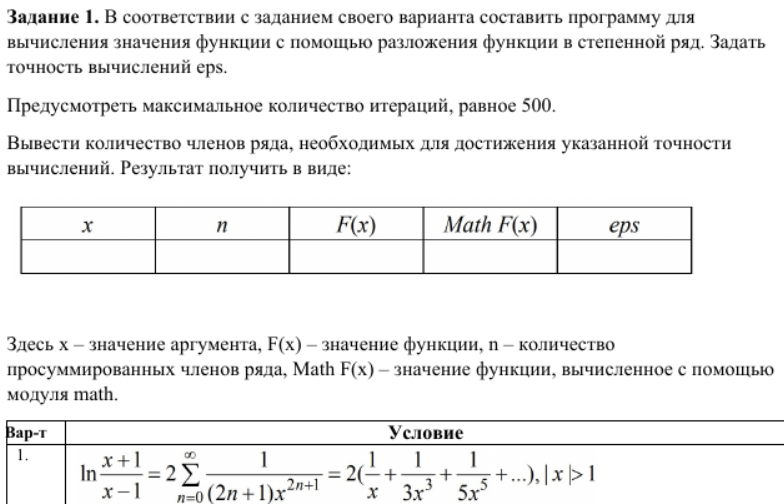 Задание 1. В соответствии с заданием своего варианта составить программу для
вычисления значения функции с помощью разложения функции в степенной ряд. Задать
точность вычислений eps.
Предусмотреть максимальное количество итераций, равное 500.
Вывести количество членов ряда, необходимых для достижения указанной точности
вычислений. Результат получить в виде:
x n F(x) Math F(x) eps
Здесь x – значение аргумента, F(x) – значение функции, n – количество
просуммированных членов ряда, Math F(x) – значение функции, вычисленное с помощью
модуля math.
Вар-т Условие
1. ln (x+1)/(x−1) = 2 ∑_{n=0}^{∞} 1/((2n+1)x^{2n+1}) = 2(1/x + 1/(3x^3) + 1/(5x^5) + ...), | x |> 1